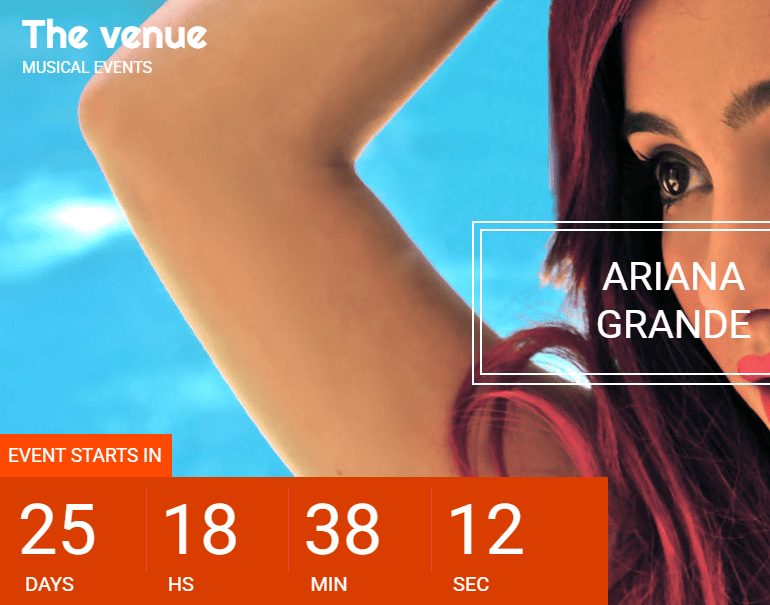 The venue
MUSICAL EVENTS
ARIANA
GRANDE
EVENT STARTS IN
25 18 38 12
DAYS HS MIN SEC